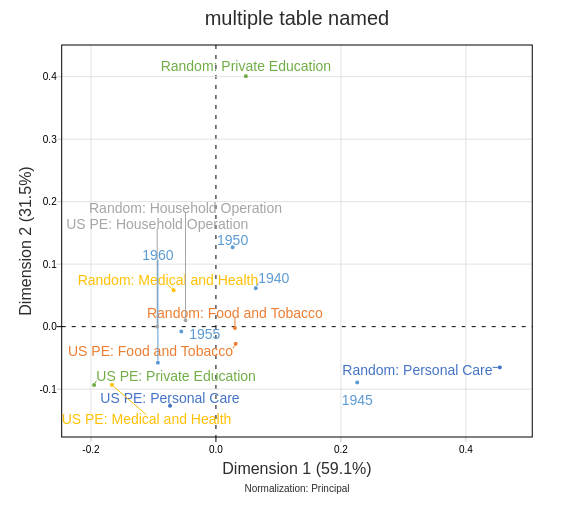 multiple table named
Dimension 2 (31.5%)
0.4
0.3
0.2
0.1
0.0
-0.1
Random: Private Education
Random: Household Operation
US PE: Household Operation
1950
1960
Random: Medical and Health
1940
Random: Food and Tobacco
1955
US PE: Food and Tobacco
Random: Personal Care
US PE: Private Education
US PE: Personal Care
1945
US PE: Medical and Health
-0.2
0.0
0.2
0.4
Dimension 1 (59.1%)
Normalization: Principal